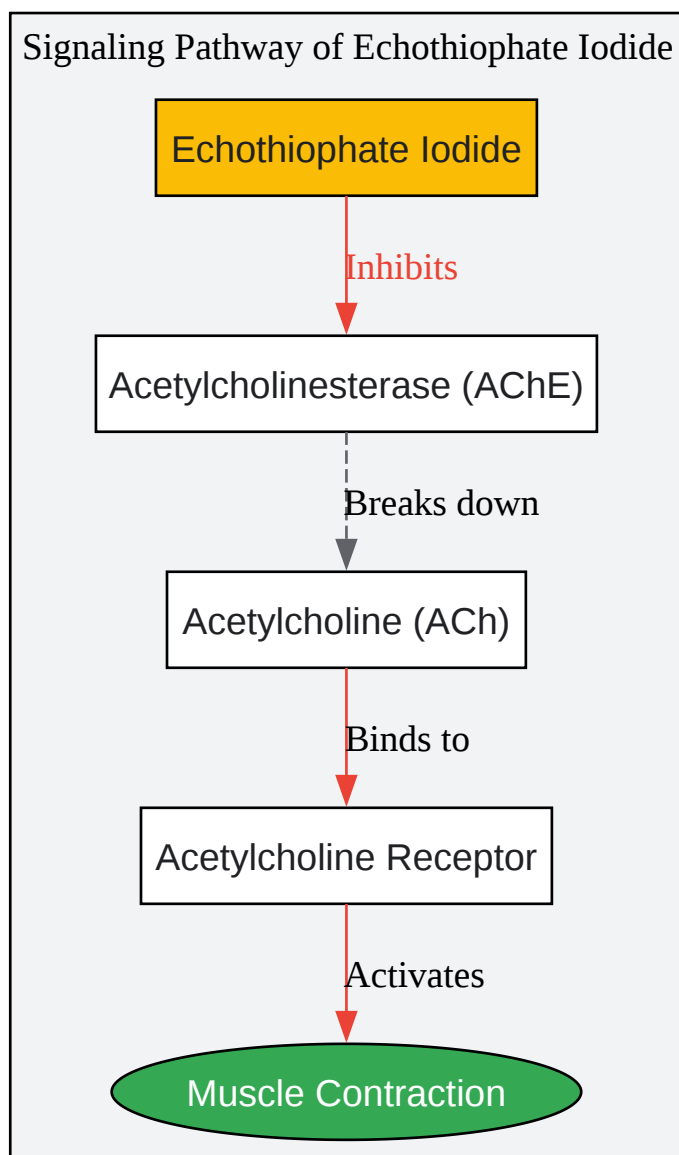 Signaling Pathway of Echothiophate Iodide
Echothiophate Iodide
Inhibits
Acetylcholinesterase (AChE)
Breaks down
Acetylcholine (ACh)
Binds to
Acetylcholine Receptor
Activates
Muscle Contraction